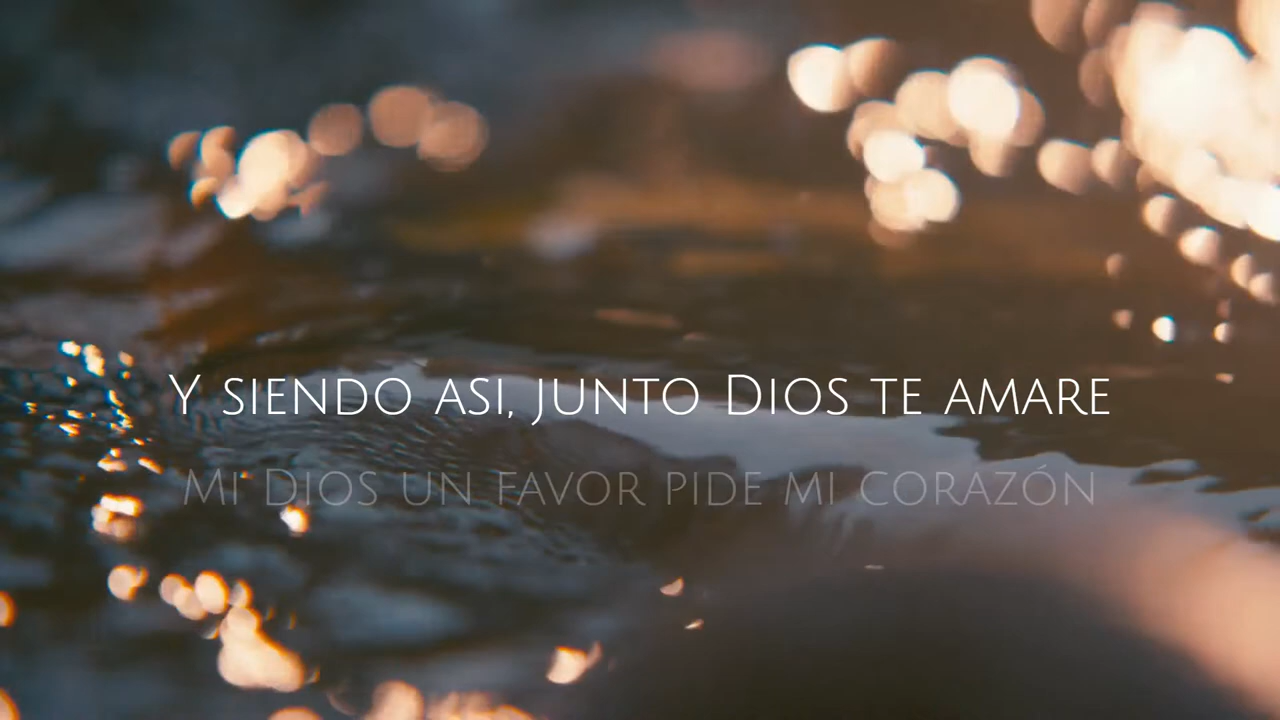 Y SIENDO ASI, JUNTO DIOS TE AMARE
MI DIOS UN FAVOR PIDE MI CORAZÓN